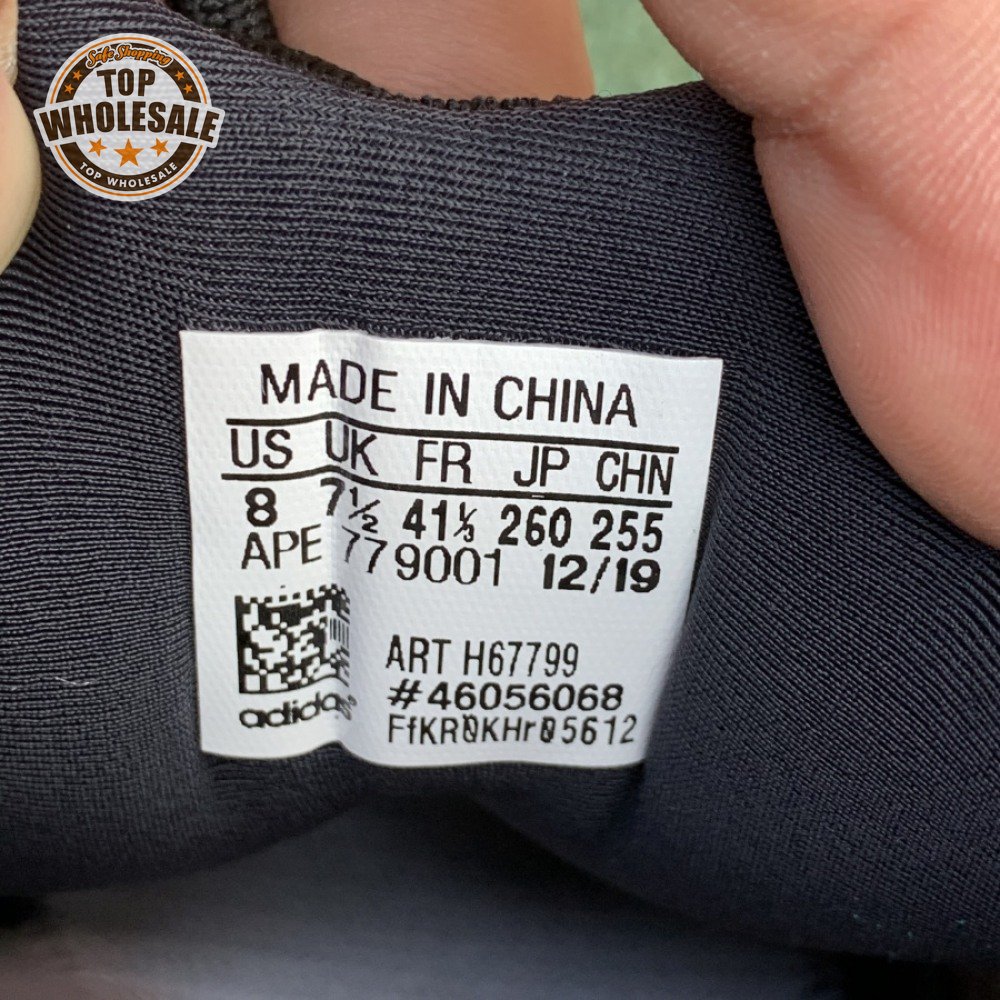 Safe Shopping
TOP
WHOLESALE
TOP WHOLESALE
MADE IN CHINA
US UK FR JP CHN
8 7½ 41⅓ 260 255
APE 779001 12/19
ART H67799
#46056068
FfKR0KHr05612
adidas